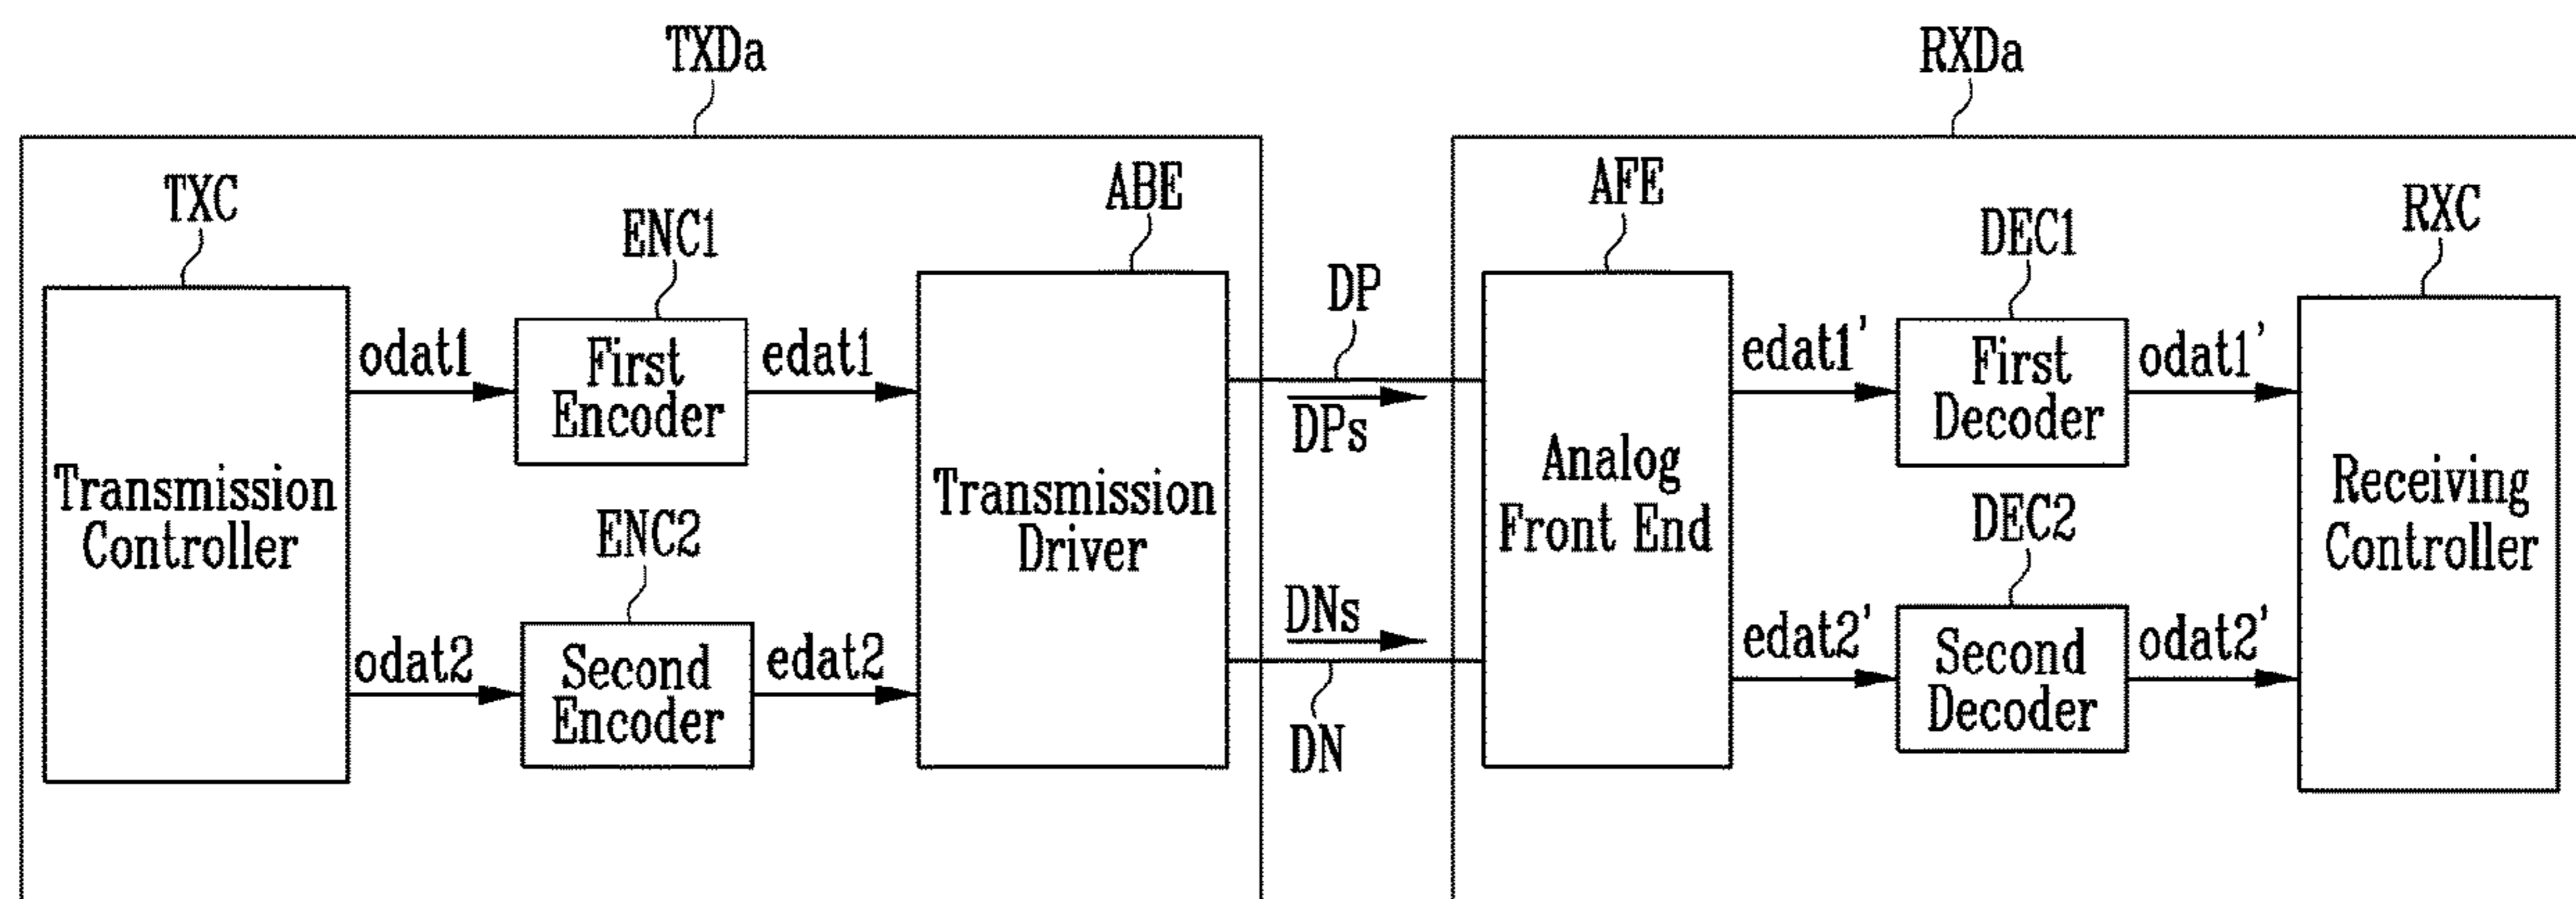 TXDa
RXDa
TXC
ENC1
ABE
DP
AFE
DEC1
RXC
odat1
First
Encoder
edat1
DPs
edat1'
First
Decoder
odat1'
Transmission
Controller
Transmission
Driver
Analog
Front End
Receiving
Controller
ENC2
DNs
DEC2
odat2
Second
Encoder
edat2
DN
edat2'
Second
Decoder
odat2'